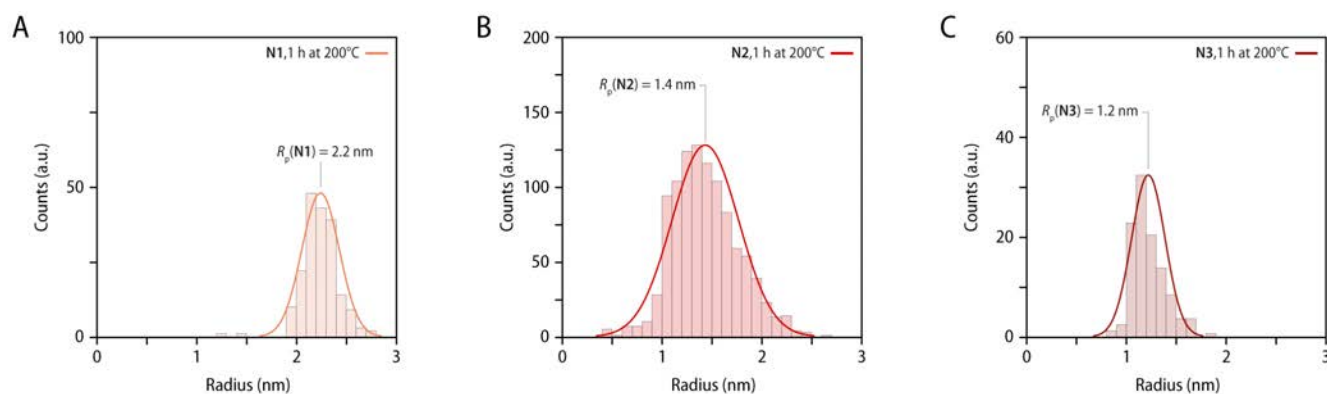 A
100
50
0
Counts (a.u.)
N1,1 h at 200°C
Rp(N1) = 2.2 nm
0
1
2
3
Radius (nm)
B
200
150
100
50
0
Counts (a.u.)
N2,1 h at 200°C
Rp(N2) = 1.4 nm
0
1
2
3
Radius (nm)
C
60
40
20
0
Counts (a.u.)
N3,1 h at 200°C
Rp(N3) = 1.2 nm
0
1
2
3
Radius (nm)